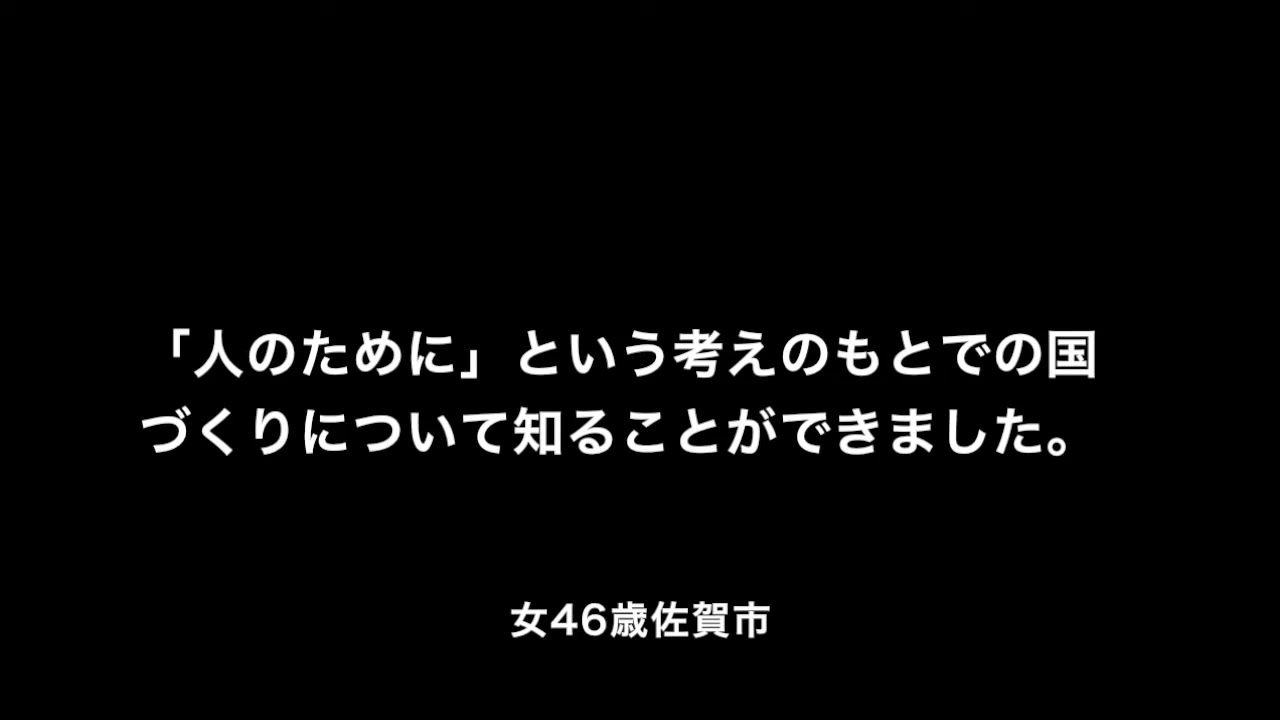 「人のために」という考えのもとでの国
づくりについて知ることができました。
女46歳佐賀市